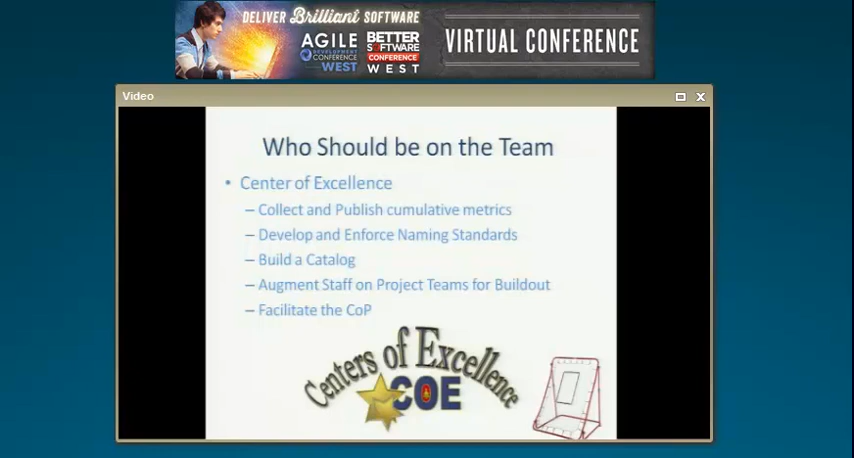 DELIVER Brilliant SOFTWARE
AGILE
DEVELOPMENT
CONFERENCE
WEST
BETTER
SOFTWARE
CONFERENCE
WEST
VIRTUAL CONFERENCE
Video
Who Should be on the Team
• Center of Excellence
– Collect and Publish cumulative metrics
– Develop and Enforce Naming Standards
– Build a Catalog
– Augment Staff on Project Teams for Buildout
– Facilitate the CoP
Centers of Excellence
COE